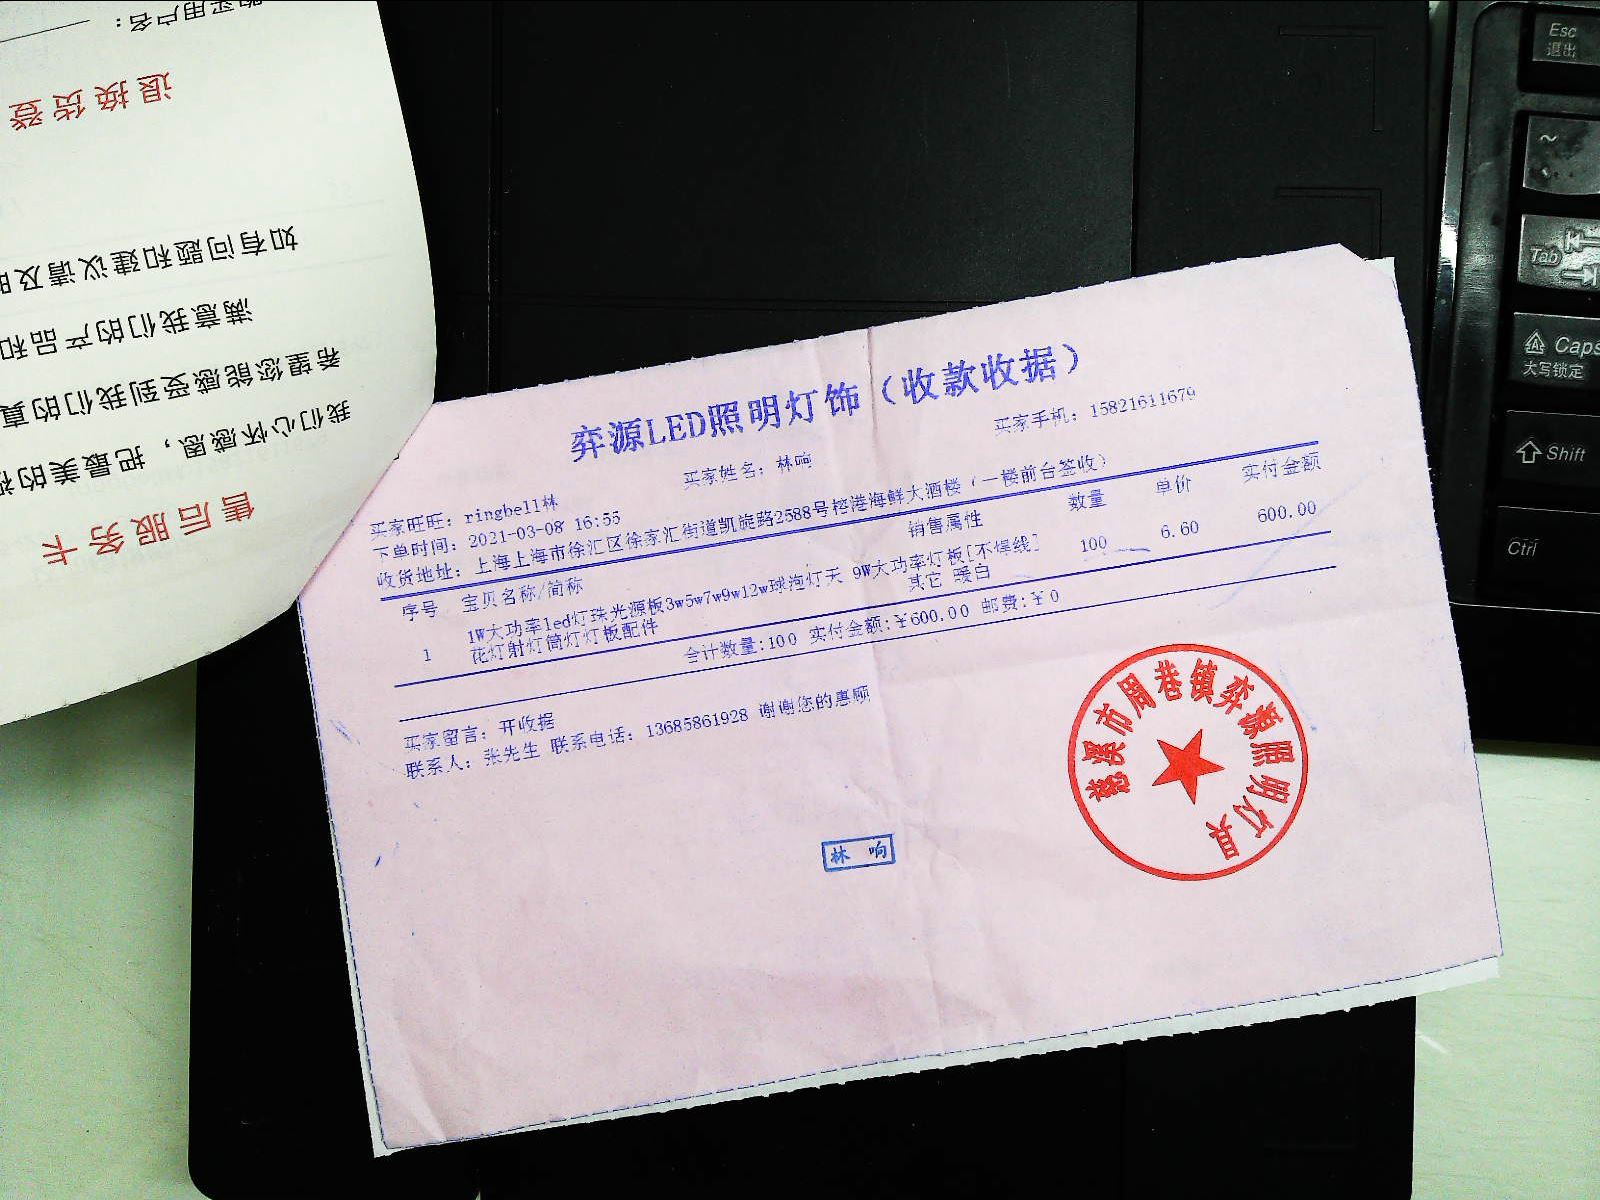 弈源LED照明灯饰（收款收据）
买家旺旺：ringbell林
买家姓名：林响
买家手机：15821611679
下单时间：2021-03-08 16:55
收货地址：上海上海市徐汇区徐家汇街道凯旋路2588号榕港海鲜大酒楼（一楼前台签收）
序号 宝贝名称/简称 销售属性 数量 单价 实付金额
1 1W大功率led灯珠光源板3w5w7w9w12w球泡灯天 9W大功率灯板[不焊线] 100 6.60 600.00
花灯射灯筒灯灯板配件 其它 暖白
合计数量:100 实付金额:¥600.00 邮费:¥0
买家留言：开收据
联系人：张先生 联系电话：13685861928 谢谢您的惠顾
林 响
慈溪市周巷镇弈源照明灯具
售后服务卡
我们心怀感恩，把最美的祝
希望您能感受到我们的真
满意我们的产品和
如有问题和建议请及时
退换货登
购买用户名：
Esc
退出
~
Tab
Caps
大写锁定
Shift
Ctrl